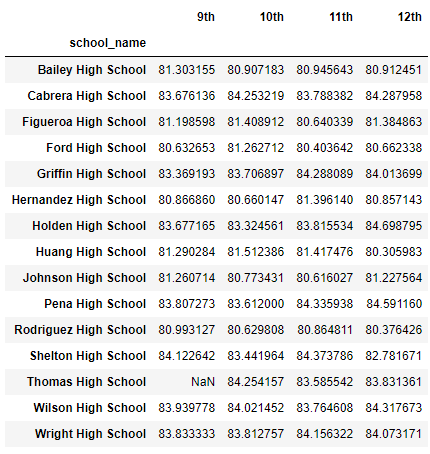 9th 10th 11th 12th
school_name
Bailey High School 81.303155 80.907183 80.945643 80.912451
Cabrera High School 83.676136 84.253219 83.788382 84.287958
Figueroa High School 81.198598 81.408912 80.640339 81.384863
Ford High School 80.632653 81.262712 80.403642 80.662338
Griffin High School 83.369193 83.706897 84.288089 84.013699
Hernandez High School 80.866860 80.660147 81.396140 80.857143
Holden High School 83.677165 83.324561 83.815534 84.698795
Huang High School 81.290284 81.512386 81.417476 80.305983
Johnson High School 81.260714 80.773431 80.616027 81.227564
Pena High School 83.807273 83.612000 84.335938 84.591160
Rodriguez High School 80.993127 80.629808 80.864811 80.376426
Shelton High School 84.122642 83.441964 84.373786 82.781671
Thomas High School NaN 84.254157 83.585542 83.831361
Wilson High School 83.939778 84.021452 83.764608 84.317673
Wright High School 83.833333 83.812757 84.156322 84.073171